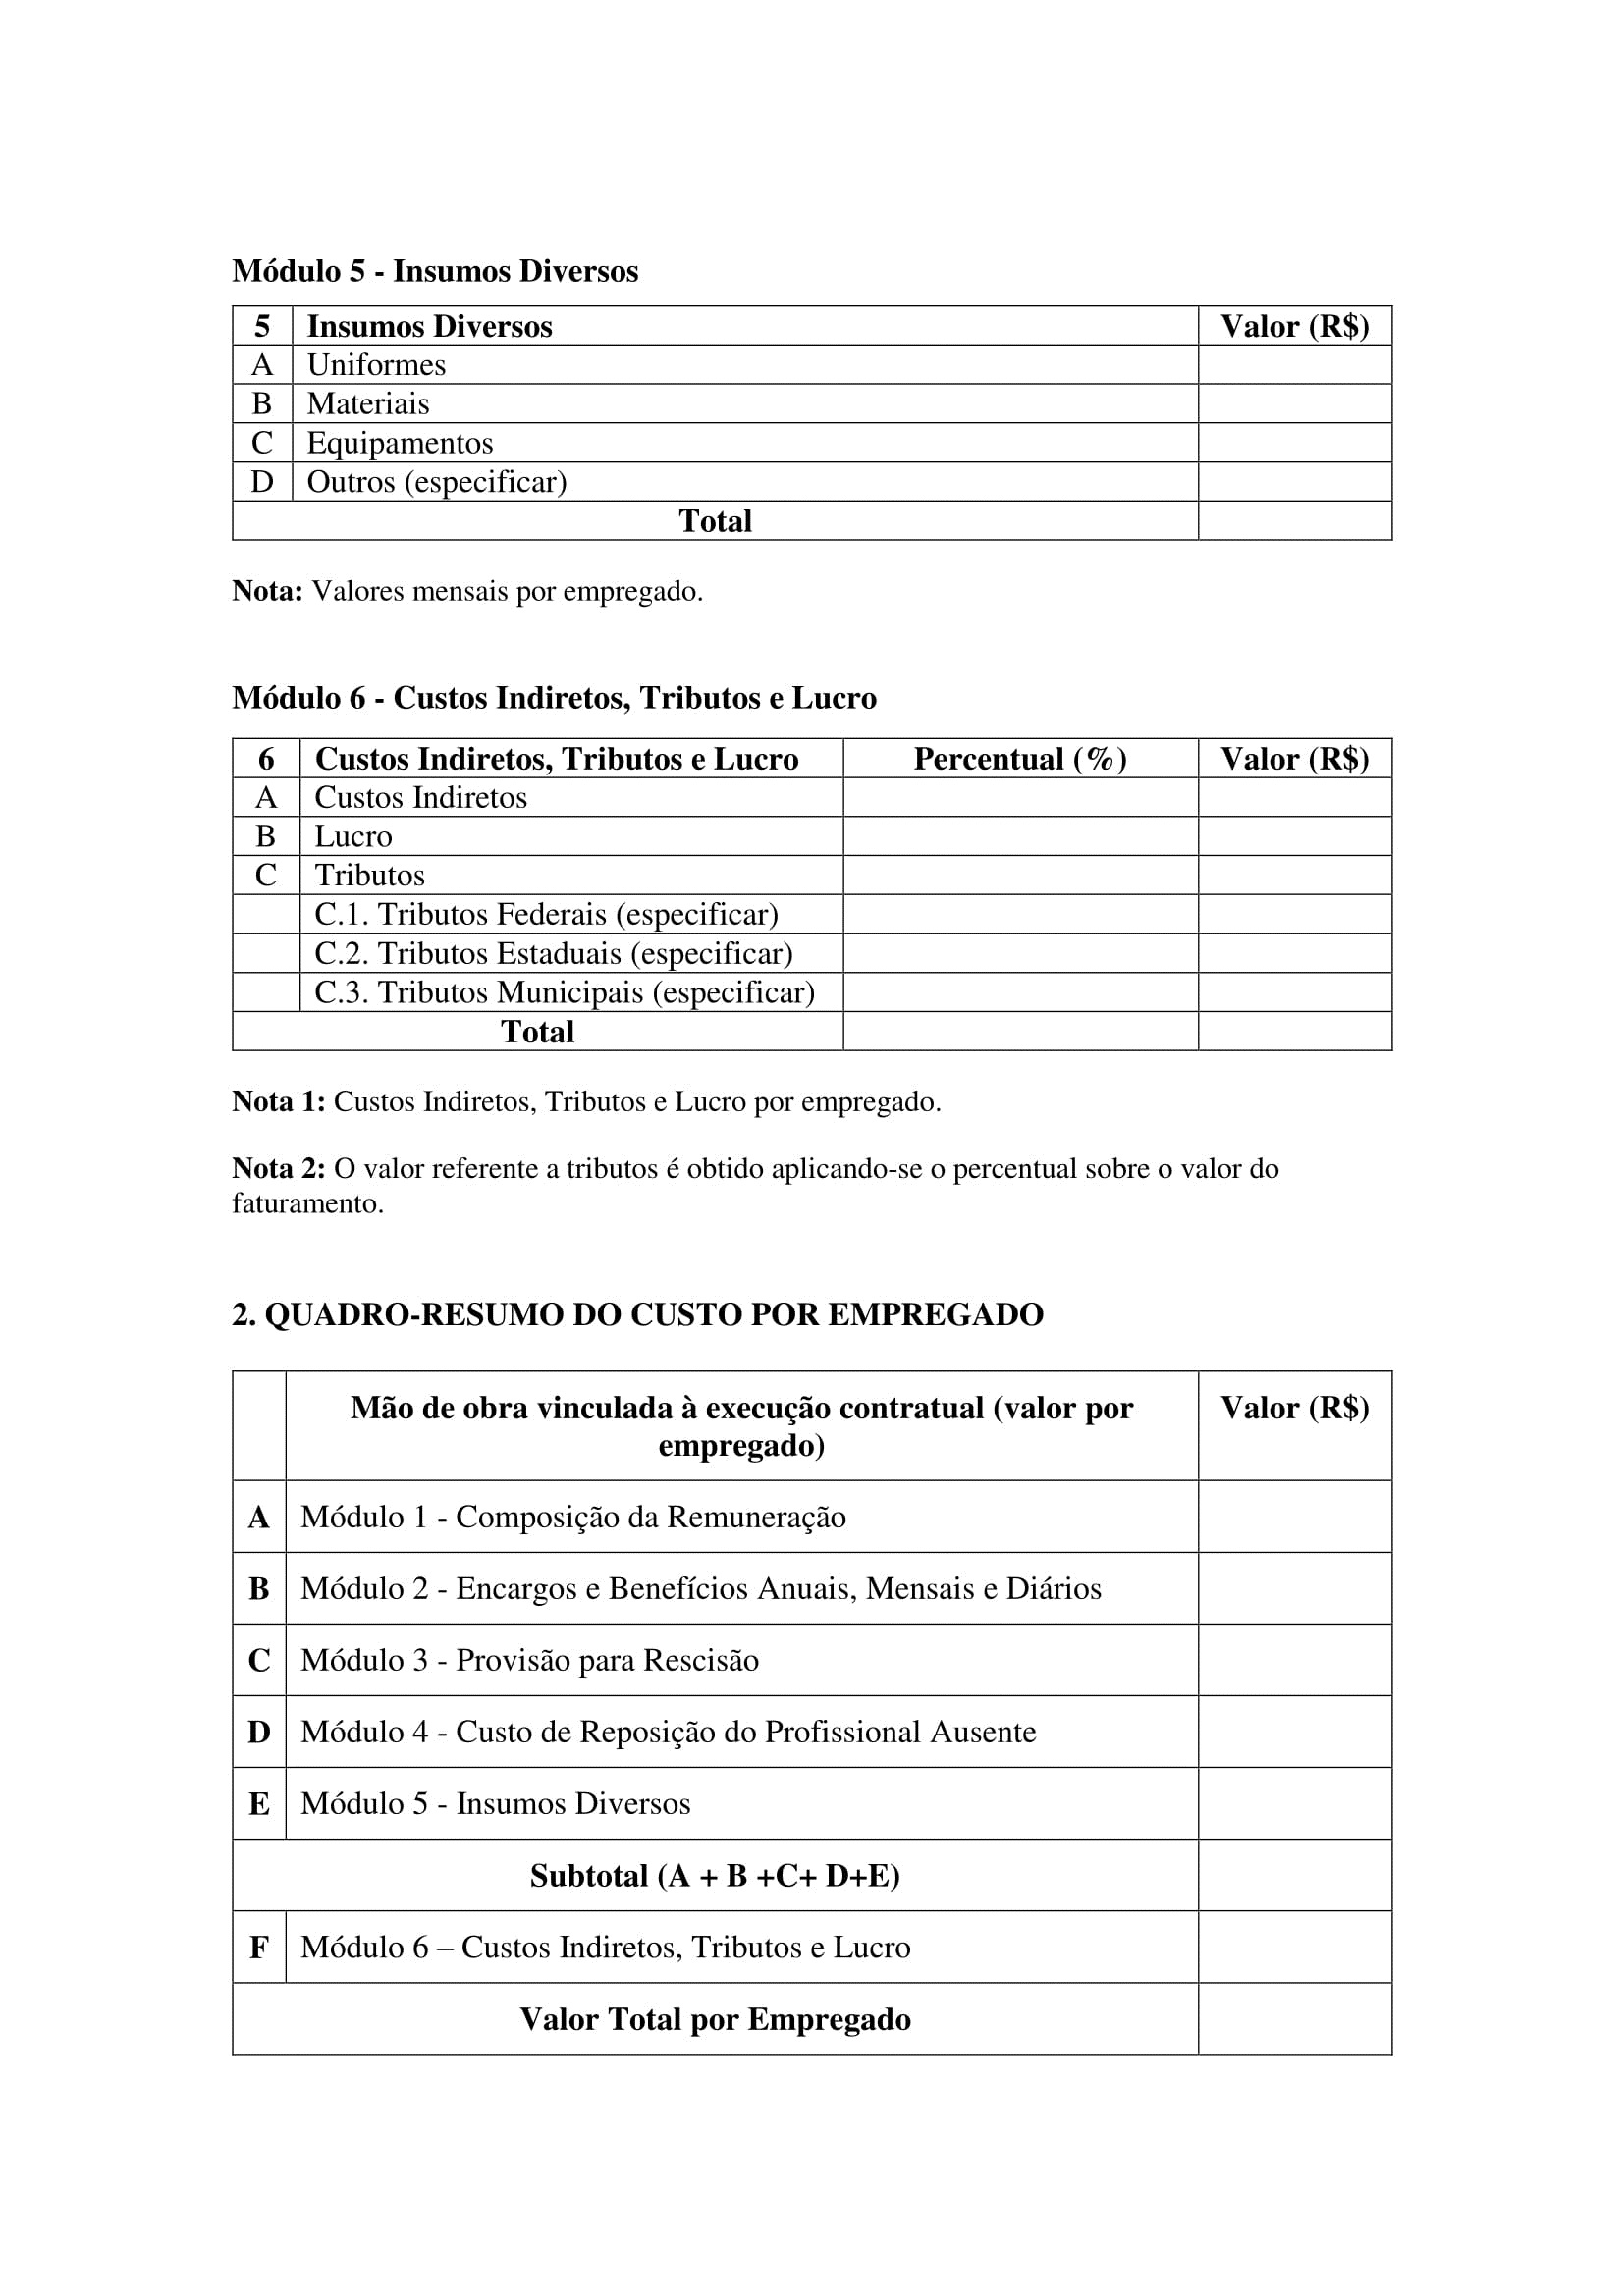 Módulo 5 - Insumos Diversos
5 Insumos Diversos Valor (R$)
A Uniformes
B Materiais
C Equipamentos
D Outros (especificar)
Total
Nota: Valores mensais por empregado.
Módulo 6 - Custos Indiretos, Tributos e Lucro
6 Custos Indiretos, Tributos e Lucro Percentual (%) Valor (R$)
A Custos Indiretos
B Lucro
C Tributos
C.1. Tributos Federais (especificar)
C.2. Tributos Estaduais (especificar)
C.3. Tributos Municipais (especificar)
Total
Nota 1: Custos Indiretos, Tributos e Lucro por empregado.
Nota 2: O valor referente a tributos é obtido aplicando-se o percentual sobre o valor do
faturamento.
2. QUADRO-RESUMO DO CUSTO POR EMPREGADO
Mão de obra vinculada à execução contratual (valor por Valor (R$)
empregado)
A Módulo 1 - Composição da Remuneração
B Módulo 2 - Encargos e Benefícios Anuais, Mensais e Diários
C Módulo 3 - Provisão para Rescisão
D Módulo 4 - Custo de Reposição do Profissional Ausente
E Módulo 5 - Insumos Diversos
Subtotal (A + B +C+ D+E)
F Módulo 6 – Custos Indiretos, Tributos e Lucro
Valor Total por Empregado